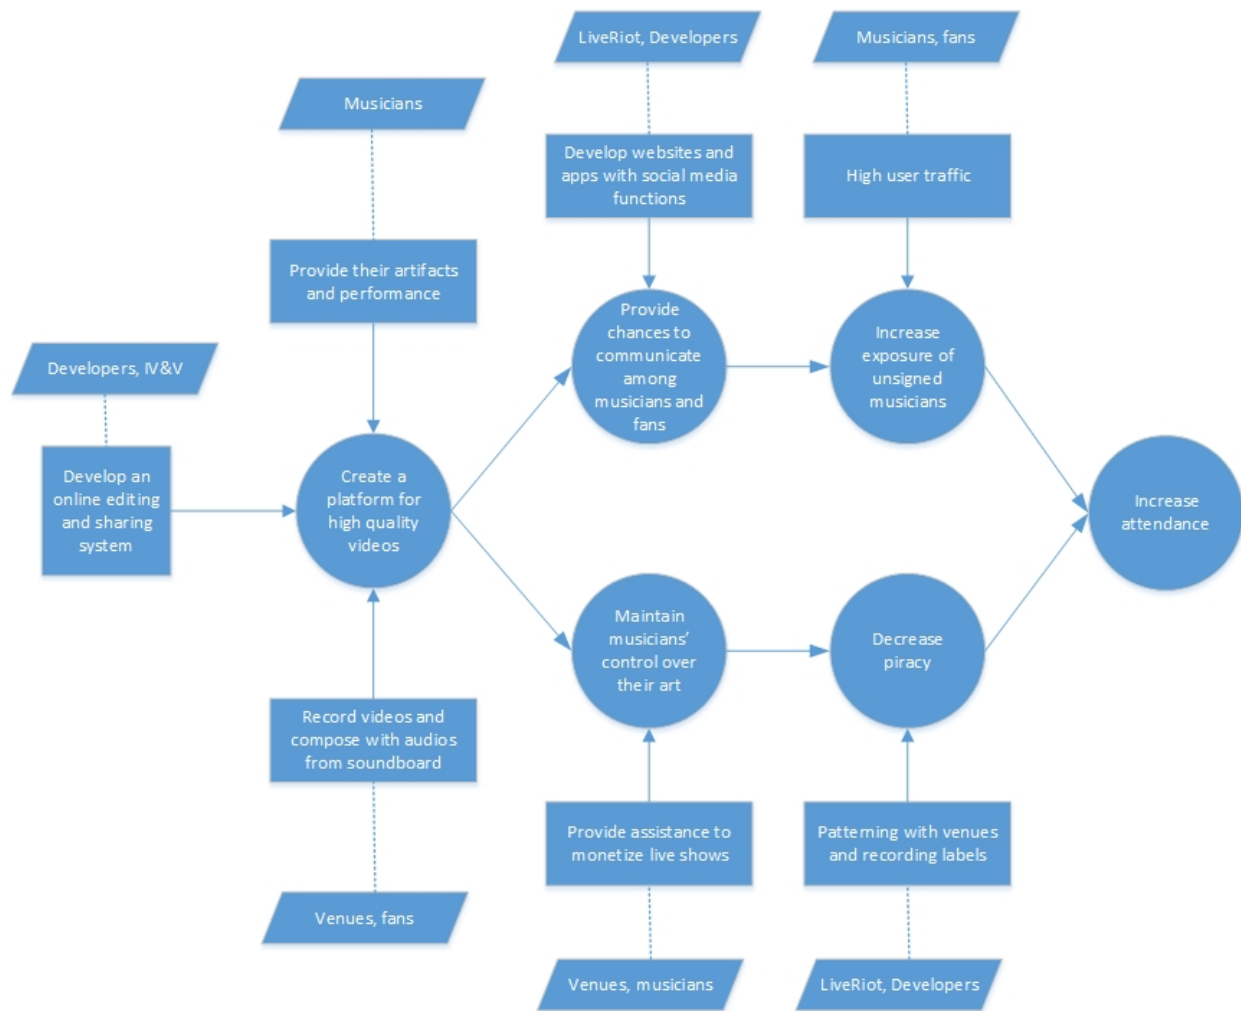 LiveRiot, Developers
Musicians, fans
Musicians
Develop websites and
apps with social media
functions
High user traffic
Provide their artifacts
and performance
Provide
chances to
communicate
among
musicians and
fans
Increase
exposure of
unsigned
musicians
Developers, IV&V
Develop an
online editing
and sharing
system
Create a
platform for
high quality
videos
Increase
attendance
Maintain
musicians’
control over
their art
Decrease
piracy
Record videos and
compose with audios
from soundboard
Provide assistance to
monetize live shows
Patterning with venues
and recording labels
Venues, fans
Venues, musicians
LiveRiot, Developers